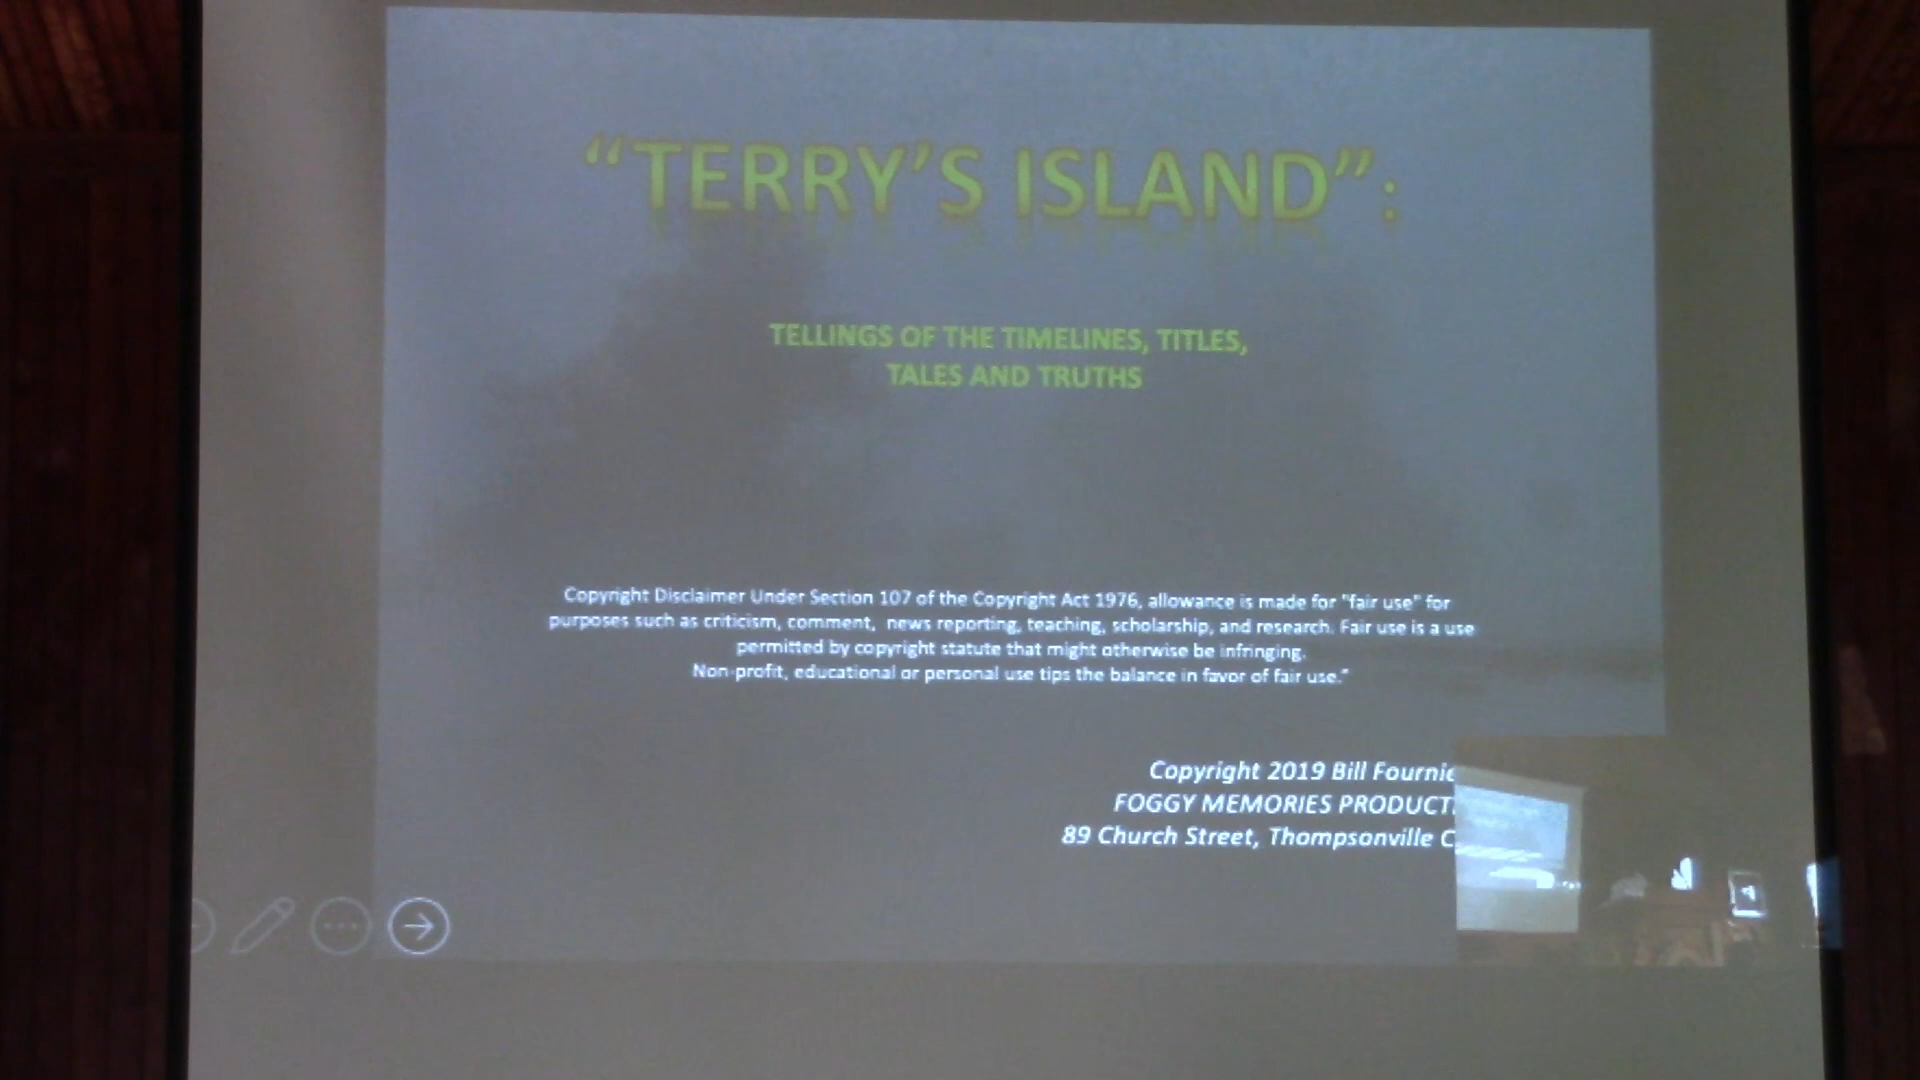 “TERRY’S ISLAND”:
TELLINGS OF THE TIMELINES, TITLES,
TALES AND TRUTHS
Copyright Disclaimer Under Section 107 of the Copyright Act 1976, allowance is made for "fair use" for
purposes such as criticism, comment, news reporting, teaching, scholarship, and research. Fair use is a use
permitted by copyright statute that might otherwise be infringing.
Non-profit, educational or personal use tips the balance in favor of fair use."
Copyright 2019 Bill
FOGGY MEMORIES
89 Church Street, Thompsonville